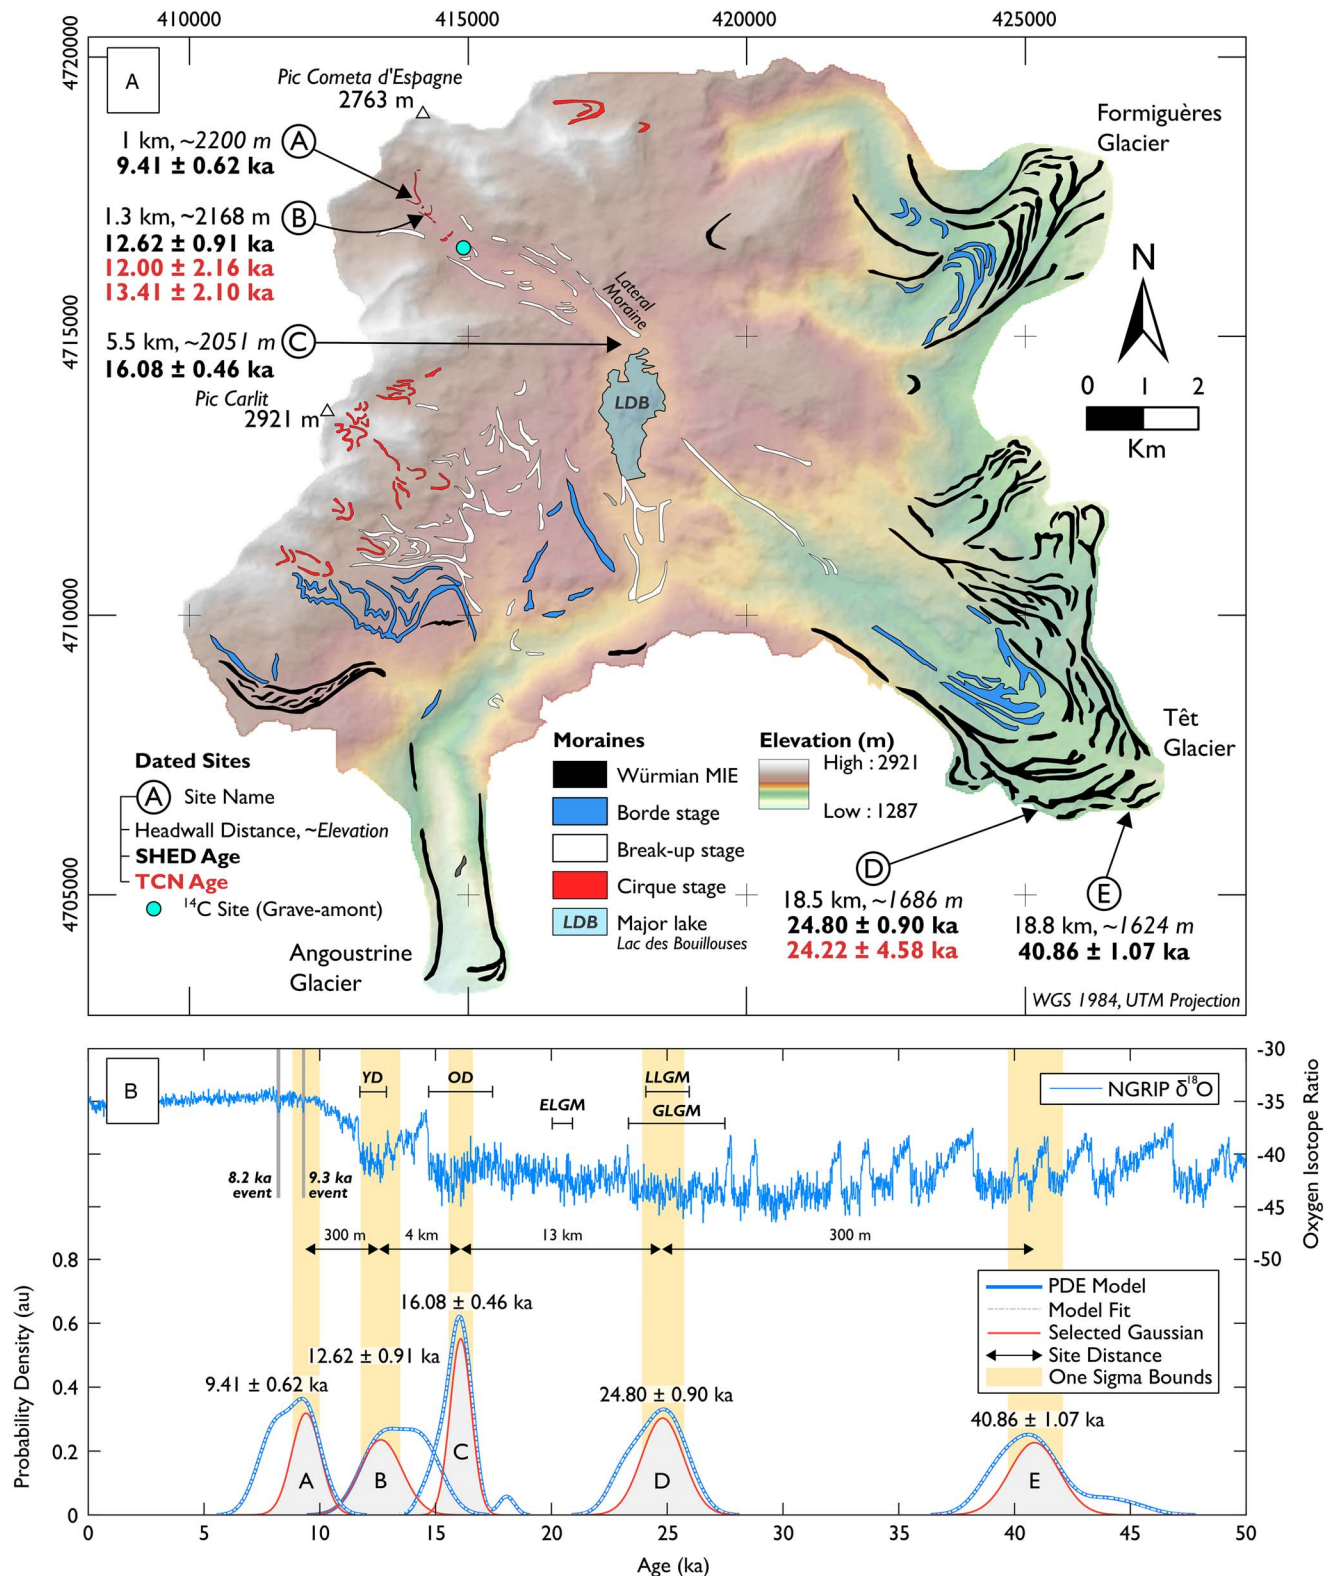 410000
415000
420000
425000
4720000
4715000
4710000
4705000
A
Pic Cometa d'Espagne
2763 m
A
1 km, ~2200 m
9.41 ± 0.62 ka
B
1.3 km, ~2168 m
12.62 ± 0.91 ka
12.00 ± 2.16 ka
13.41 ± 2.10 ka
C
5.5 km, ~2051 m
16.08 ± 0.46 ka
Pic Carlit
2921 m
Lateral
Moraine
LDB
Formiguères
Glacier
N
0 1 2
Km
Têt
Glacier
Angoustrine
Glacier
Dated Sites
A Site Name
Headwall Distance, ~Elevation
SHED Age
TCN Age
14C Site (Grave-amont)
Moraines
Würmian MIE
Borde stage
Break-up stage
Cirque stage
LDB Major lake
Lac des Bouillouses
Elevation (m)
High : 2921
Low : 1287
D
18.5 km, ~1686 m
24.80 ± 0.90 ka
24.22 ± 4.58 ka
E
18.8 km, ~1624 m
40.86 ± 1.07 ka
WGS 1984, UTM Projection
B
YD
OD
ELGM
LLGM
GLGM
NGRIP δ18O
8.2 ka
event
9.3 ka
event
-30
-35
-40
-45
-50
Oxygen Isotope Ratio
300 m
4 km
13 km
300 m
0.8
0.6
0.4
0.2
0
Probability Density (au)
9.41 ± 0.62 ka
12.62 ± 0.91 ka
16.08 ± 0.46 ka
24.80 ± 0.90 ka
40.86 ± 1.07 ka
PDE Model
Model Fit
Selected Gaussian
Site Distance
One Sigma Bounds
A
B
C
D
E
0 5 10 15 20 25 30 35 40 45 50
Age (ka)